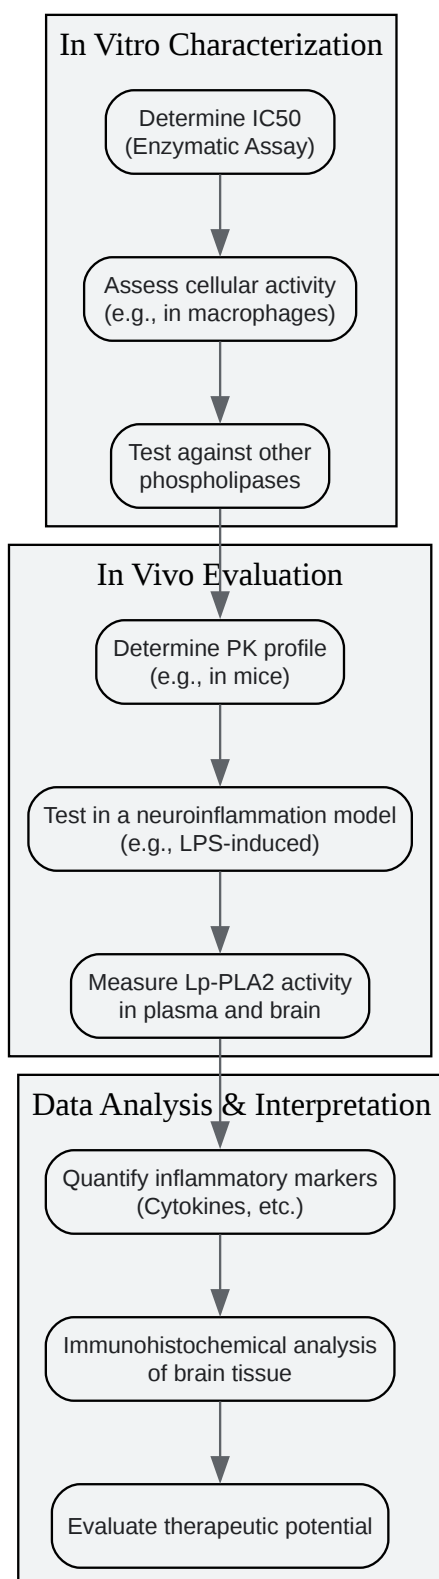 In Vitro Characterization
Determine IC50
(Enzymatic Assay)
Assess cellular activity
(e.g., in macrophages)
Test against other
phospholipases
In Vivo Evaluation
Determine PK profile
(e.g., in mice)
Test in a neuroinflammation model
(e.g., LPS-induced)
Measure Lp-PLA2 activity
in plasma and brain
Data Analysis & Interpretation
Quantify inflammatory markers
(Cytokines, etc.)
Immunohistochemical analysis
of brain tissue
Evaluate therapeutic potential